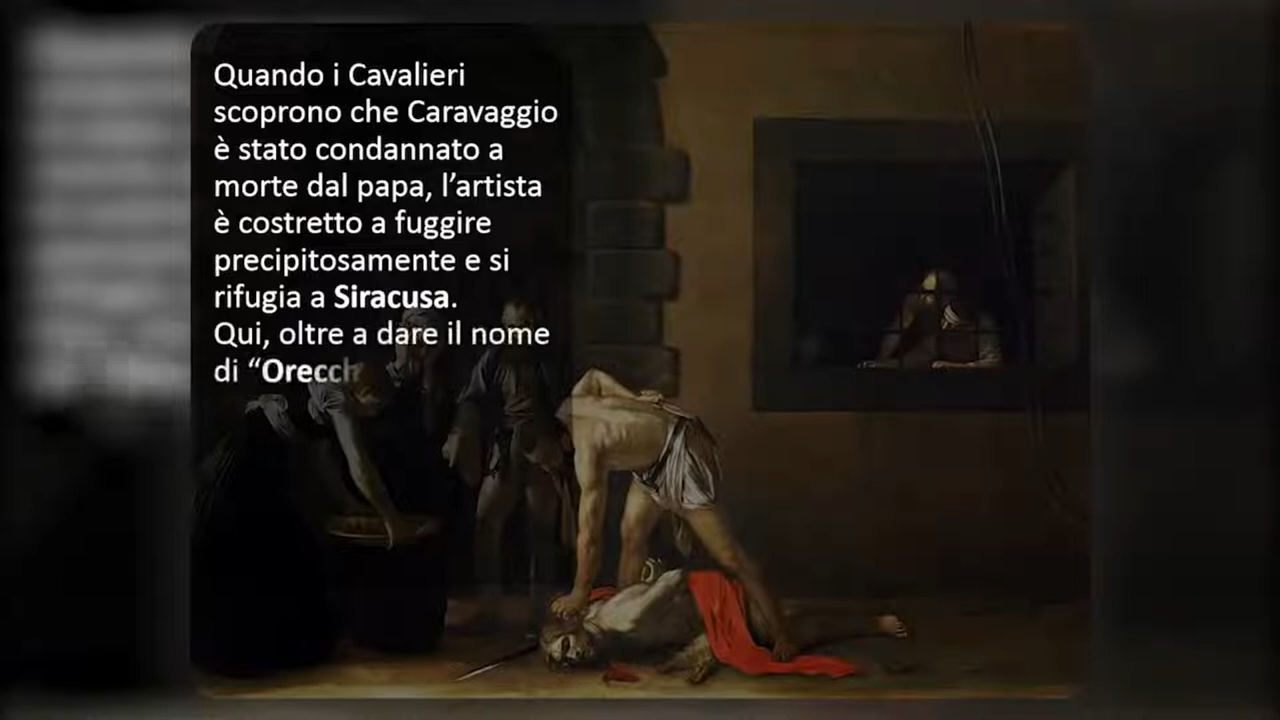 Quando i Cavalieri
scoprono che Caravaggio
è stato condannato a
morte dal papa, l’artista
è costretto a fuggire
precipitosamente e si
rifugia a Siracusa.
Qui, oltre a dare il nome
di “Orecch